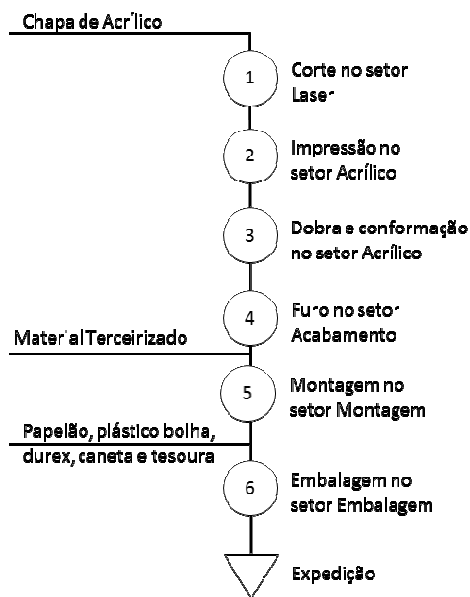 Chapa de Acrílico
1
Corte no setor
Laser
2
Impressão no
setor Acrílico
3
Dobra e conformação
no setor Acrílico
4
Furo no setor
Acabamento
Material Terceirizado
5
Montagem no
setor Montagem
Papelão, plástico bolha,
durex, caneta e tesoura
6
Embalagem no
setor Embalagem
Expedição